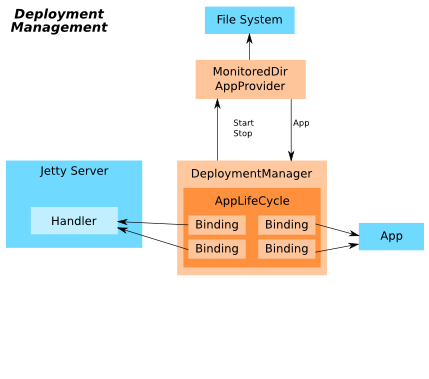 Deployment
Management
File System
MonitoredDir
AppProvider
Start
Stop
App
Jetty Server
Handler
DeploymentManager
AppLifeCycle
Binding
Binding
Binding
Binding
App